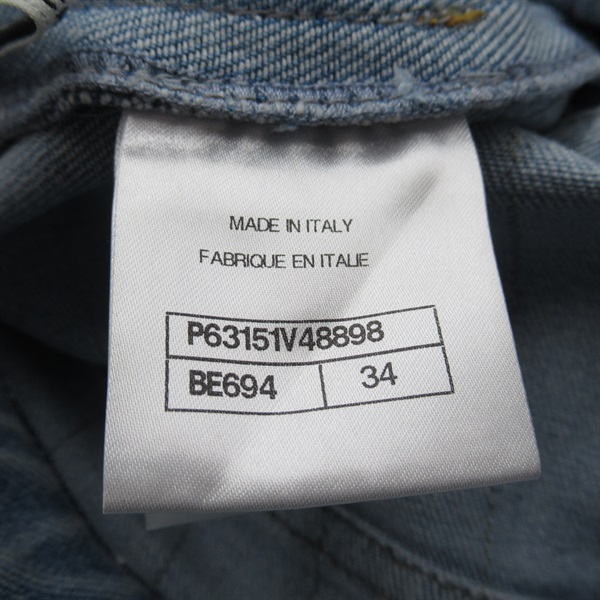 MADE IN ITALY
FABRIQUE EN ITALIE
P63151V48898
BE694 34